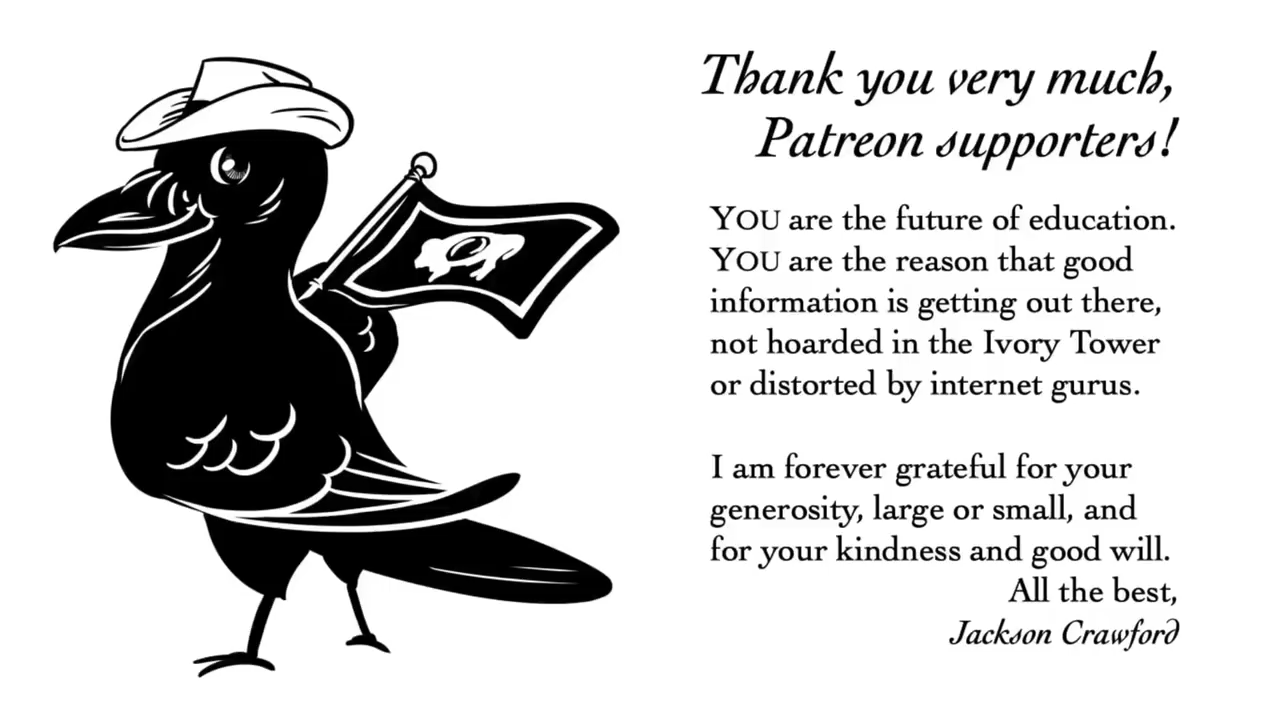 Thank you very much,
Patreon supporters!
YOU are the future of education.
YOU are the reason that good
information is getting out there,
not hoarded in the Ivory Tower
or distorted by internet gurus.
I am forever grateful for your
generosity, large or small, and
for your kindness and good will.
All the best,
Jackson Crawford